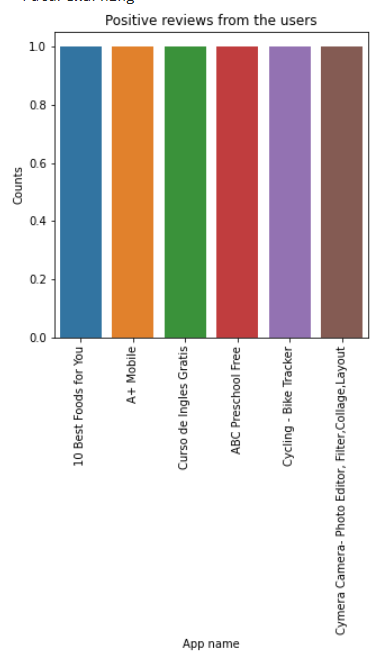 Positive reviews from the users
1.0
0.8
0.6
0.4
0.2
0.0
Counts
10 Best Foods for You
A+ Mobile
Curso de Ingles Gratis
ABC Preschool Free
Cycling - Bike Tracker
Cymera Camera- Photo Editor, Filter,Collage,Layout
App name